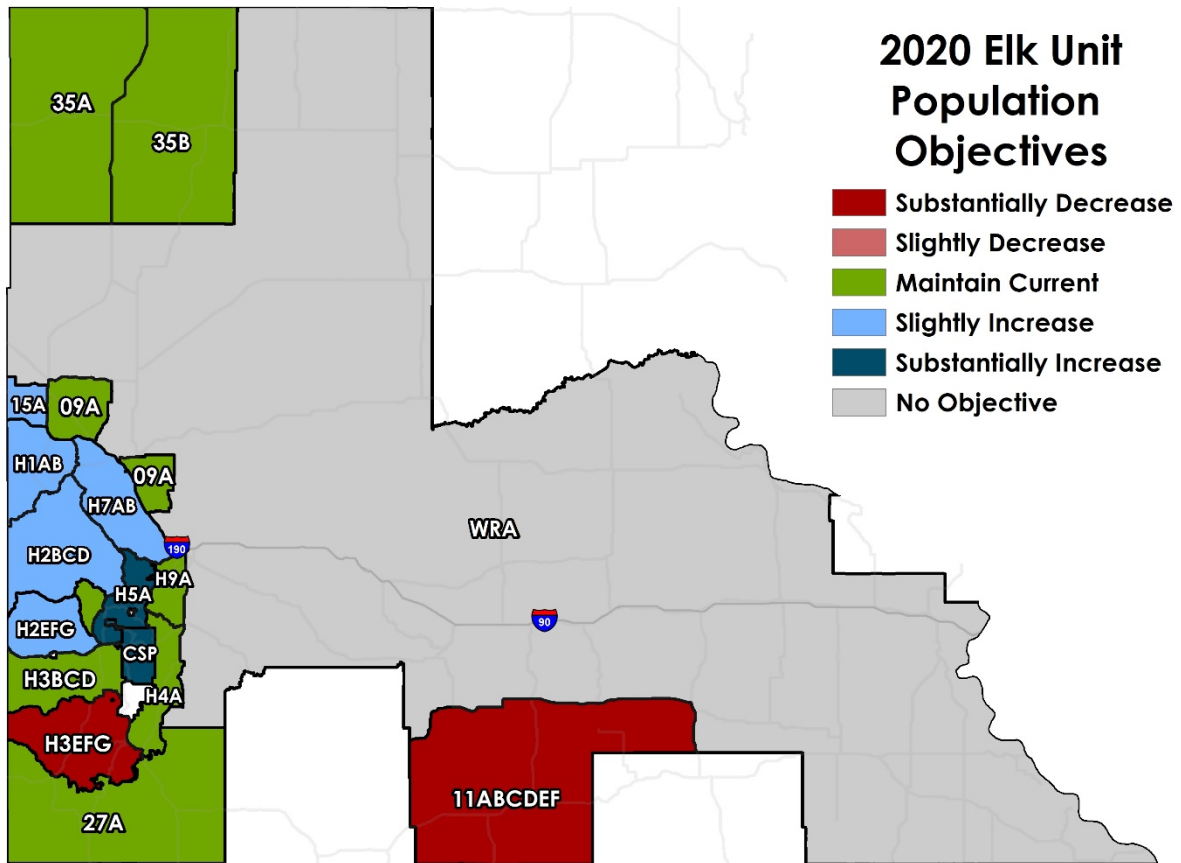 2020 Elk Unit
Population
Objectives
Substantially Decrease
Slightly Decrease
Maintain Current
Slightly Increase
Substantially Increase
No Objective
35A
35B
15A
09A
H1AB
09A
H7AB
WRA
190
H2BCD
H9A
H5A
90
H2EFG
CSP
H3BCD
H4A
H3EFG
11ABCDEF
27A